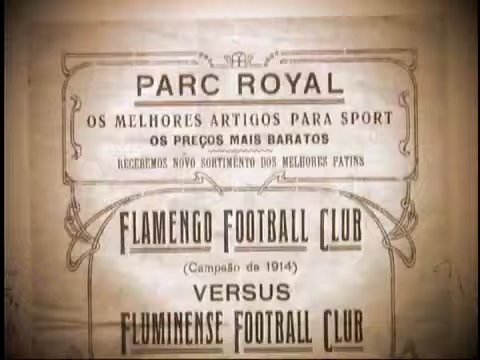 PARC ROYAL
OS MELHORES ARTIGOS PARA SPORT
OS PREÇOS MAIS BARATOS
RECEBEMOS NOVO SORTIMENTO DOS MELHORES PATINS
FLAMENGO FOOTBALL CLUB
(Campeão de 1914)
VERSUS
FLUMINENSE FOOTBALL CLUB